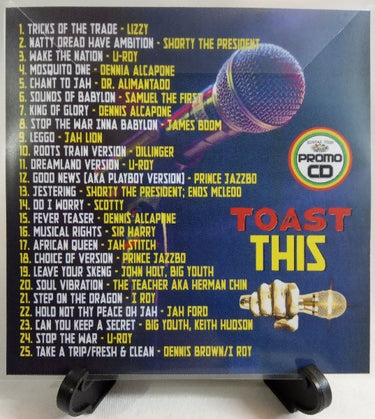 1. TRICKS OF THE TRADE - LIZZY
2. NATTY DREAD HAVE AMBITION - SHORTY THE PRESIDENT
3. WAKE THE NATION - U-ROY
4. MOSQUITO ONE - DENNIA ALCAPONE
5. CHANT TO JAH - DR. ALIMANTADO
6. SOUNDS OF BABYLON - SAMUEL THE FIRST
7. KING OF GLORY - DENNIS ALCAPONE
8. STOP THE WAR INNA BABYLON - JAMES BOOM
9. LEGGO - JAH LION
10. ROOTS TRAIN VERSION - DILLINGER
11. DREAMLAND VERSION - U-ROY
12. GOOD NEWS (AKA PLAYBOY VERSION) - PRINCE JAZZBO
13. JESTERING - SHORTY THE PRESIDENT; ENOS MCLEOD
14. DO I WORRY - SCOTTY
15. FEVER TEASER - DENNIS ALCAPONE
16. MUSICAL RIGHTS - SIR HARRY
17. AFRICAN QUEEN - JAH STITCH
18. CHOICE OF VERSION - PRINCE JAZZBO
19. LEAVE YOUR SKENG - JOHN HOLT, BIG YOUTH
20. SOUL VIBRATION - THE TEACHER AKA HERMAN CHIN
21. STEP ON THE DRAGON - I ROY
22. HOLD NOT THY PEACE OH JAH - JAH FORD
23. CAN YOU KEEP A SECRET - BIG YOUTH, KEITH HUDSON
24. STOP THE WAR - U-ROY
25. TAKE A TRIP/FRESH & CLEAN - DENNIS BROWN/I ROY
PROMO
CD
TOAST
THIS